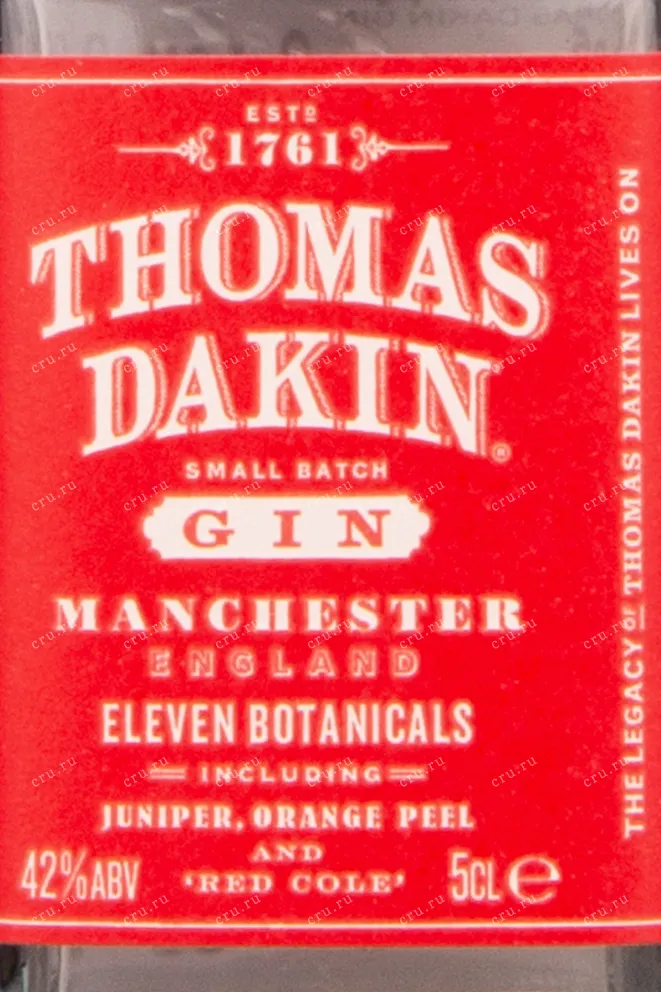 ESTD
1761
THOMAS
DAKIN®
SMALL BATCH
GIN
MANCHESTER
ENGLAND
ELEVEN BOTANICALS
INCLUDING
JUNIPER, ORANGE PEEL
AND
'RED COLE'
42% ABV
5CL e
THE LEGACY of THOMAS DAKIN LIVES ON
cru.ru